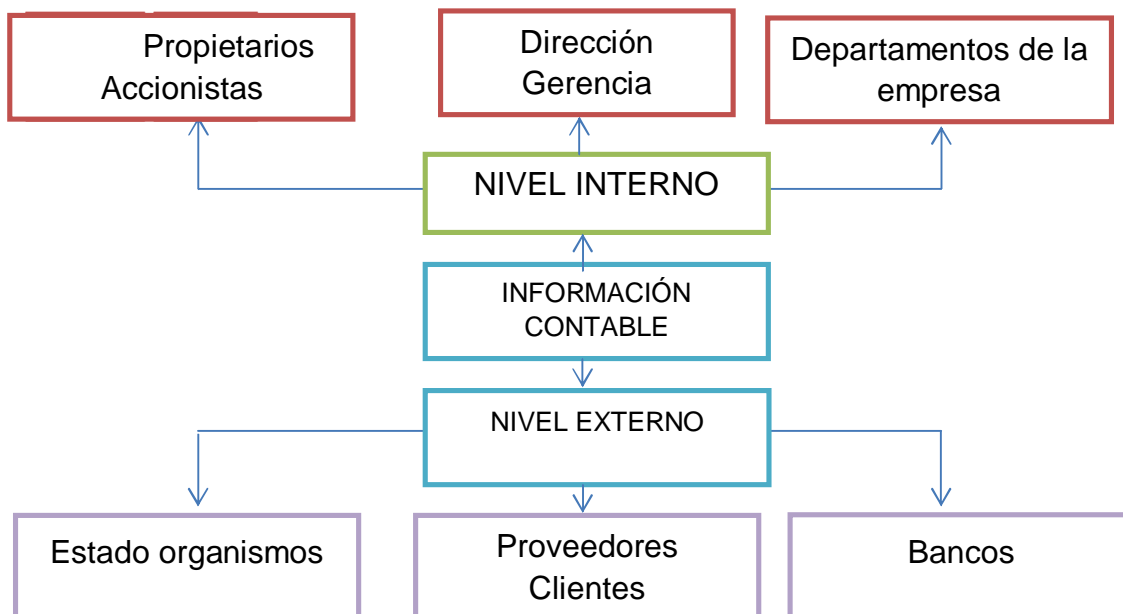 Propietarios
Accionistas
Dirección
Gerencia
Departamentos de la
empresa
NIVEL INTERNO
INFORMACIÓN
CONTABLE
NIVEL EXTERNO
Estado organismos
Proveedores
Clientes
Bancos